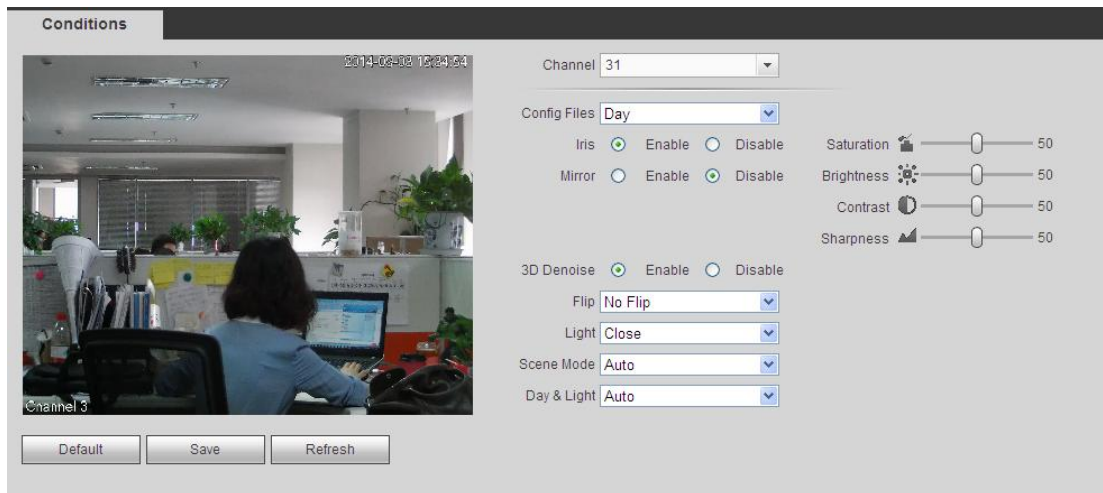 Conditions
2014-03-03 15:34:54
Channel 3
Default Save Refresh
Channel 31
Config Files Day
Iris Enable Disable
Mirror Enable Disable
3D Denoise Enable Disable
Flip No Flip
Light Close
Scene Mode Auto
Day & Light Auto
Saturation 50
Brightness 50
Contrast 50
Sharpness 50